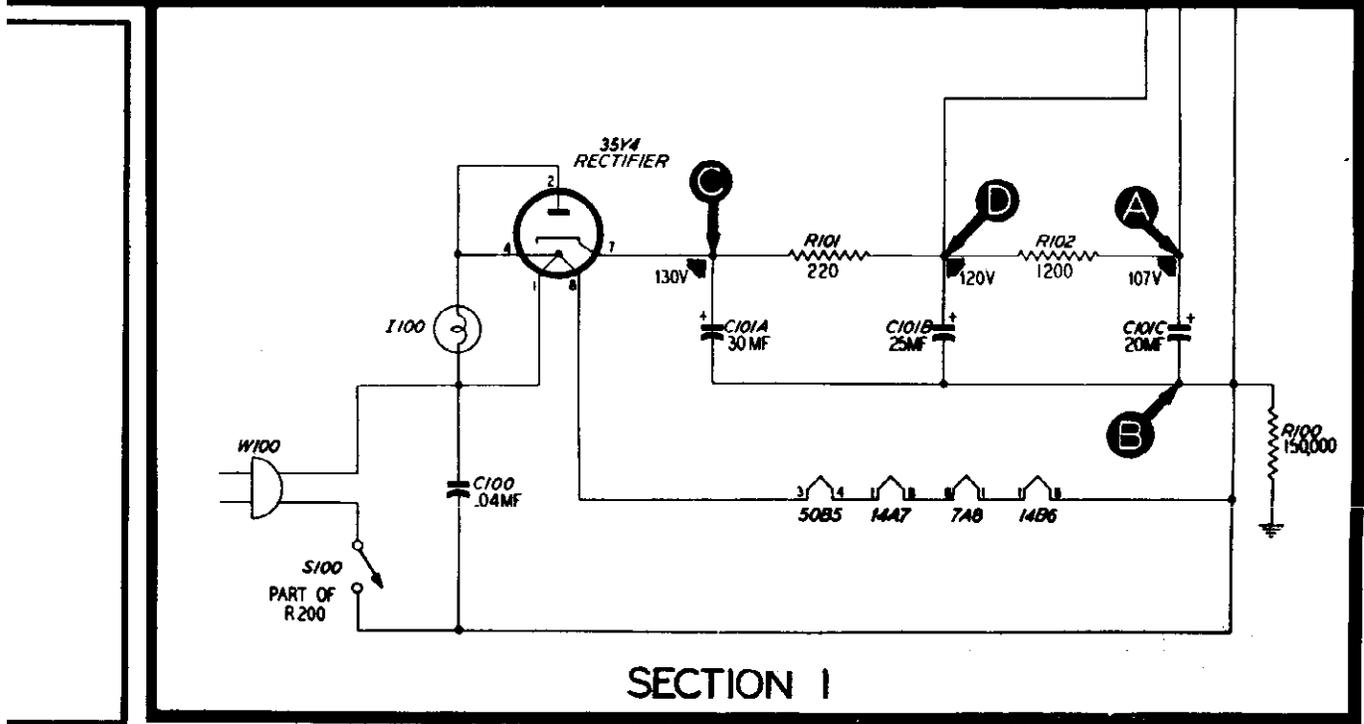 35Y4
RECTIFIER
2
C
D
A
4
7
R101
220
R102
1200
130V
120V
107V
1
8
I100
+
C101A
30 MF
C101B
+
25MF
C101C
+
20MF
B
R100
150,000
W100
C100
.04MF
3 4
50B5
14A7
7A8
14B6
S100
PART OF
R200
SECTION 1